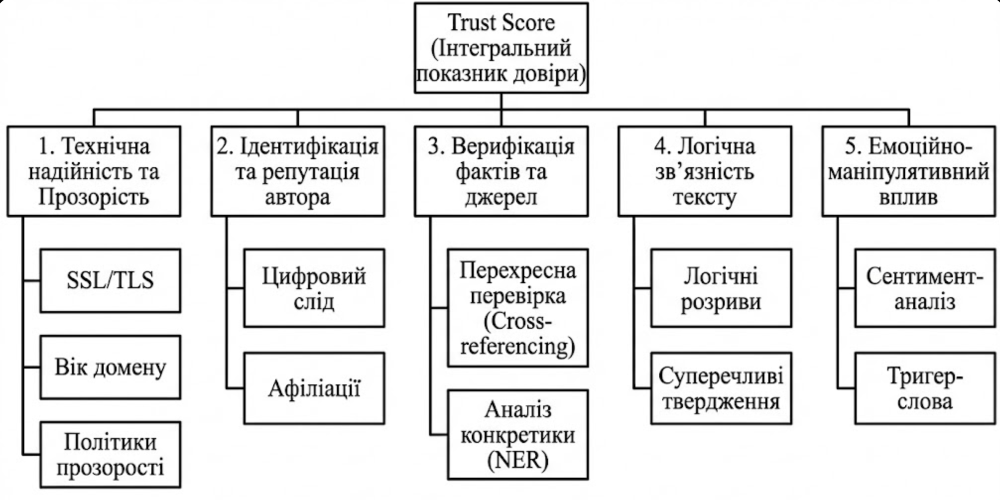 Trust Score
(Інтегральний
показник довіри)
1. Технічна
надійність та
Прозорість
SSL/TLS
Вік домену
Політики
прозорості
2. Ідентифікація
та репутація
автора
Цифровий
слід
Афіліації
3. Верифікація
фактів та
джерел
Перехресна
перевірка
(Cross-
referencing)
Аналіз
конкретики
(NER)
4. Логічна
зв’язність
тексту
Логічні
розриви
Суперечливі
твердження
5. Емоційно-
маніпулятивний
вплив
Сентимент-
аналіз
Тригер-
слова